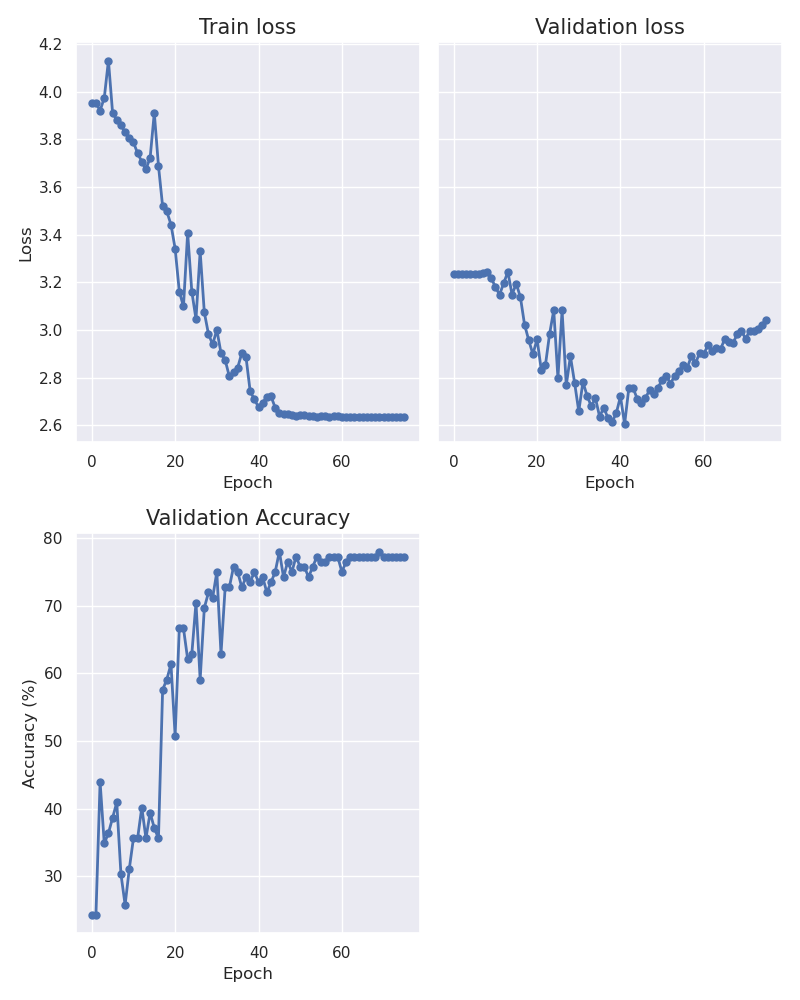 Train loss
Validation loss
4.2
4.0
3.8
3.6
3.4
3.2
3.0
2.8
2.6
Loss
0 20 40 60
0 20 40 60
Epoch
Epoch
Validation Accuracy
80
70
60
50
40
30
Accuracy (%)
0 20 40 60
Epoch